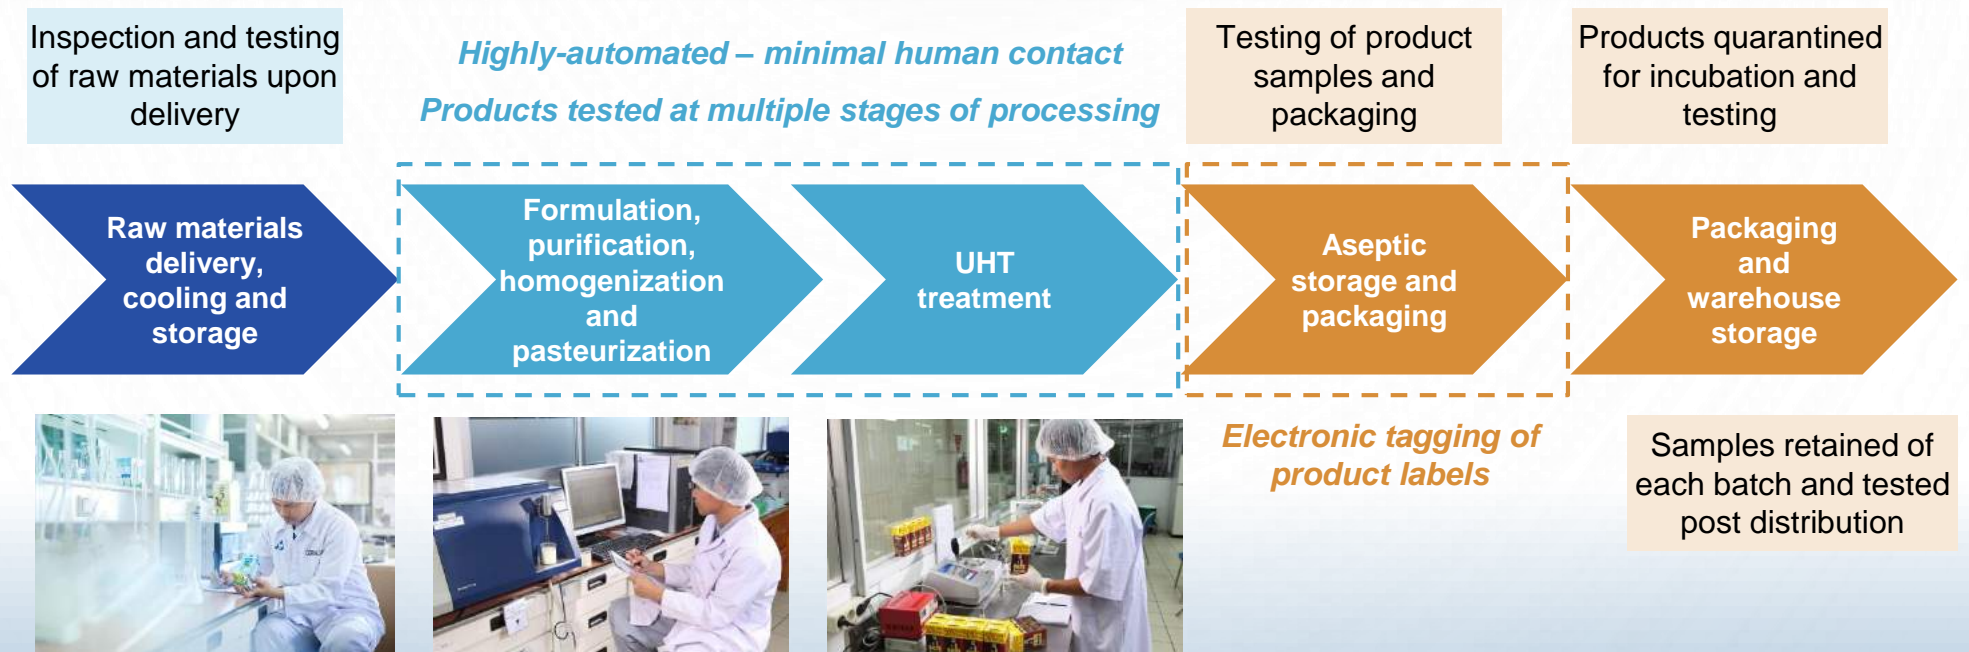 Inspection and testing
of raw materials upon
delivery
Highly-automated – minimal human contact
Products tested at multiple stages of processing
Testing of product
samples and
packaging
Products quarantined
for incubation and
testing
Raw materials
delivery,
cooling and
storage
Formulation,
purification,
homogenization
and
pasteurization
UHT
treatment
Aseptic
storage and
packaging
Packaging
and
warehouse
storage
Electronic tagging of
product labels
Samples retained of
each batch and tested
post distribution